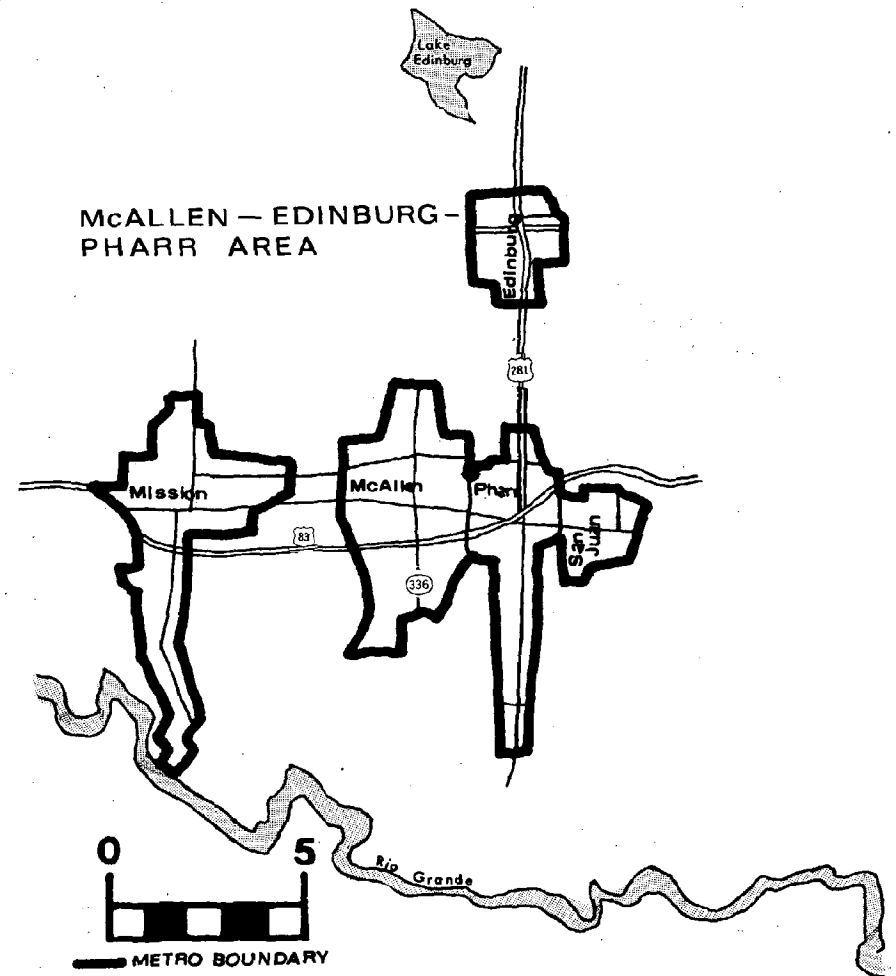 Lake
Edinburg
McALLEN — EDINBURG -
PHARR AREA
Edinburg
281
Mission
McAllen
Pharr
San
Juan
83
336
Rio Grande
0 5
METRO BOUNDARY